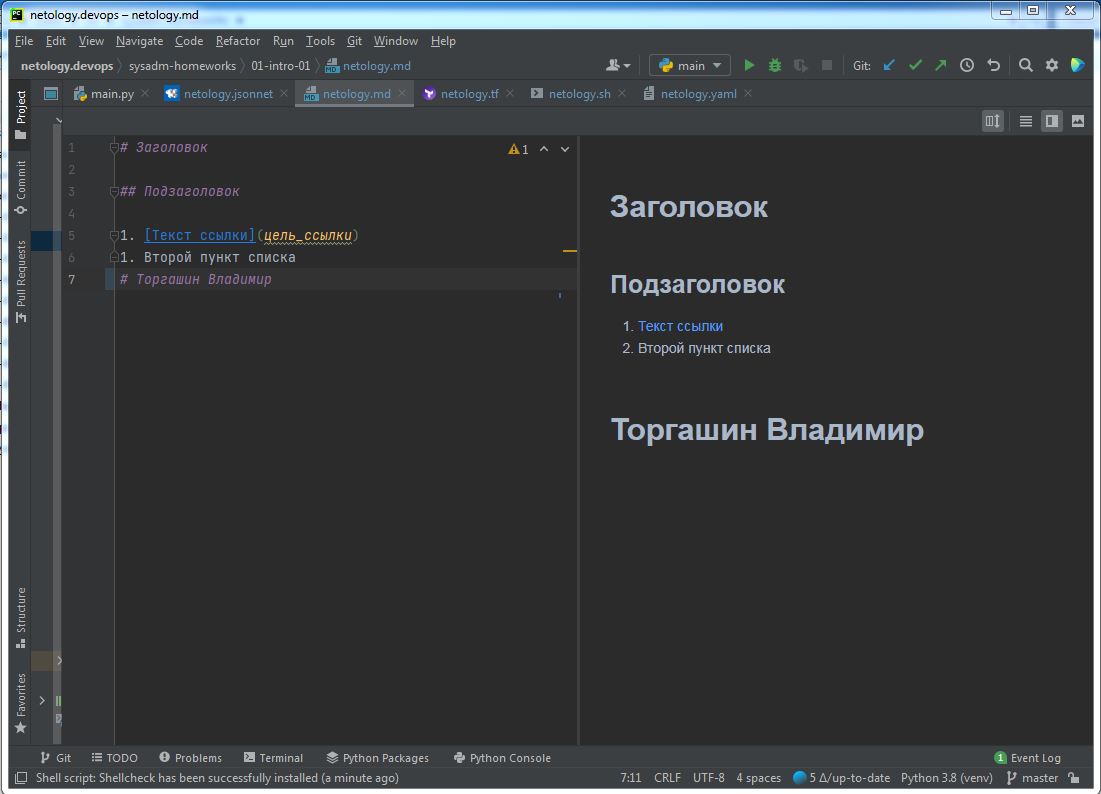 netology.devops – netology.md
File Edit View Navigate Code Refactor Run Tools Git Window Help
netology.devops sysadm-homeworks 01-intro-01 netology.md main Git:
main.py netology.jsonnet netology.md netology.tf netology.sh netology.yaml
Project
Commit
Pull Requests
Structure
Favorites
1 # Заголовок
2
3 ## Подзаголовок
4
5 1. [Текст ссылки](цель_ссылки)
6 1. Второй пункт списка
7 # Торгашин Владимир
1
Заголовок
Подзаголовок
1. Текст ссылки
2. Второй пункт списка
Торгашин Владимир
Git TODO Problems Terminal Python Packages Python Console 1 Event Log
Shell script: Shellcheck has been successfully installed (a minute ago) 7:11 CRLF UTF-8 4 spaces 5 Δ/up-to-date Python 3.8 (venv) master